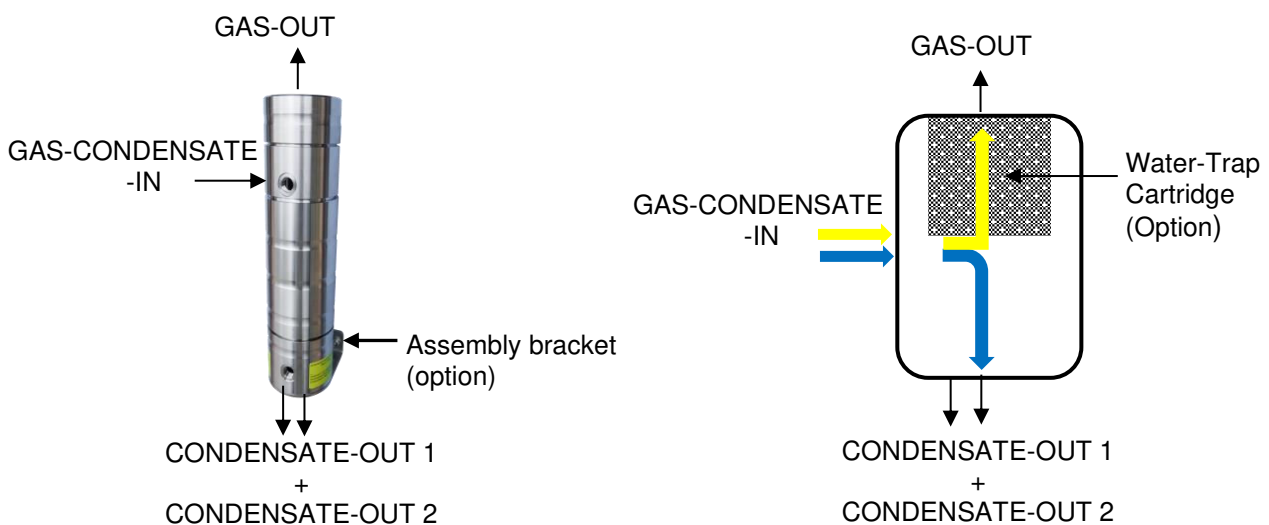 GAS-OUT
GAS-CONDENSATE
-IN
Assembly bracket
(option)
CONDENSATE-OUT 1
+
CONDENSATE-OUT 2
GAS-OUT
Water-Trap
Cartridge
(Option)
GAS-CONDENSATE
-IN
CONDENSATE-OUT 1
+
CONDENSATE-OUT 2